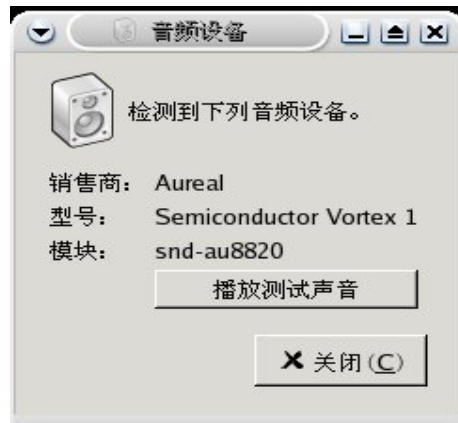 音频设备
检测到下列音频设备。
销售商： Aureal
型号： Semiconductor Vortex 1
模块： snd-au8820
播放测试声音
关闭(C)